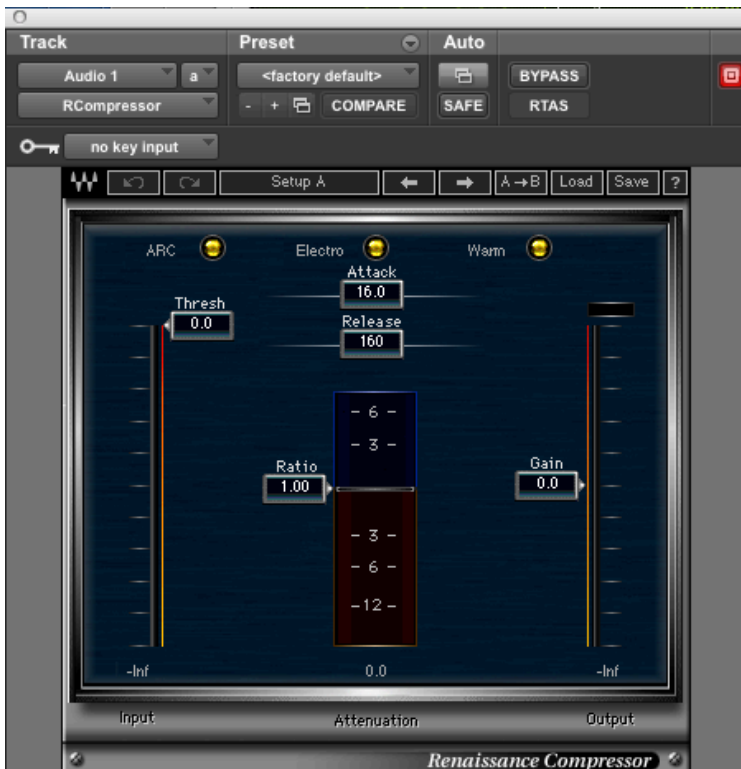 Track Preset Auto
Audio 1 a <factory default> BYPASS
RCompressor - + COMPARE SAFE RTAS
no key input
Setup A A→B Load Save ?
ARC Electro Warm
Attack
16.0
Thresh
0.0
Release
160
- 6 -
- 3 -
Ratio
1.00
Gain
0.0
- 3 -
- 6 -
-12 -
-Inf 0.0 -Inf
Input Attenuation Output
Renaissance Compressor